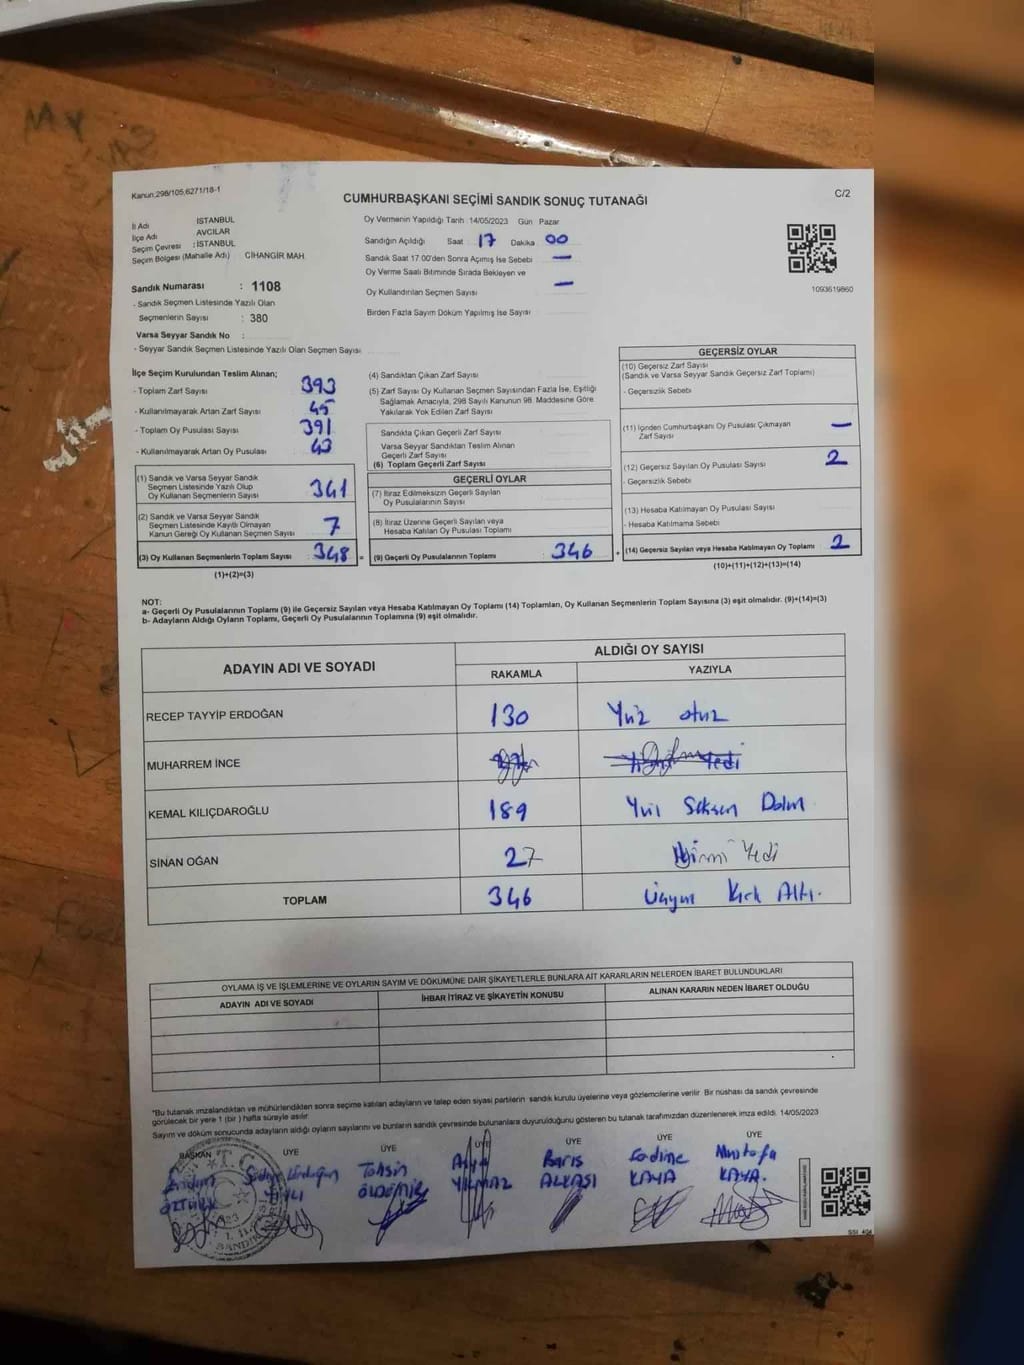 Kanun;298/105,6271/18-1
C/2
CUMHURBAŞKANI SEÇİMİ SANDIK SONUÇ TUTANAĞI
İl Adı İSTANBUL
İlçe Adı AVCILAR
Seçim Çevresi : İSTANBUL
Seçim Bölgesi (Mahalle Adı) CİHANGİR MAH.
Sandık Numarası : 1108
- Sandık Seçmen Listesinde Yazılı Olan
Seçmenlerin Sayısı : 380
Varsa Seyyar Sandık No :
- Seyyar Sandık Seçmen Listesinde Yazılı Olan Seçmen Sayısı
Oy Vermenin Yapıldığı Tarih 14/05/2023 Gün Pazar
Sandığın Açıldığı Saat 17 Dakika 00
Sandık Saat 17.00'den Sonra Açımış İse Sebebi —
Oy Verme Saati Bitiminde Sırada Bekleyen ve
Oy Kullandırılan Seçmen Sayısı —
Birden Fazla Sayım Döküm Yapılmış İse Sayısı
1093619860
İlçe Seçim Kurulundan Teslim Alınan;
- Toplam Zarf Sayısı 393
- Kullanılmayarak Artan Zarf Sayısı 45
- Toplam Oy Pusulası Sayısı 391
- Kullanılmayarak Artan Oy Pusulası 43
(1) Sandık ve Varsa Seyyar Sandık
Seçmen Listesinde Yazılı Olup
Oy Kullanan Seçmenlerin Sayısı 341
(2) Sandık ve Varsa Seyyar Sandık
Seçmen Listesinde Kayıtlı Olmayan
Kanun Gereği Oy Kullanan Seçmen Sayısı 7
(3) Oy Kullanan Seçmenlerin Toplam Sayısı 348
(1)+(2)=(3)
(4) Sandıktan Çıkan Zarf Sayısı
(5) Zarf Sayısı Oy Kullanan Seçmen Sayısından Fazla İse, Eşitliği
Sağlamak Amacıyla, 298 Sayılı Kanunun 98. Maddesine Göre
Yakılarak Yok Edilen Zarf Sayısı
Sandıkta Çıkan Geçerli Zarf Sayısı
Varsa Seyyar Sandıktan Teslim Alınan
Geçerli Zarf Sayısı
(6) Toplam Geçerli Zarf Sayısı
GEÇERLİ OYLAR
(7) İtiraz Edilmeksizin Geçerli Sayılan
Oy Pusulalarının Sayısı
(8) İtiraz Üzerine Geçerli Sayılan veya
Hesaba Katılan Oy Pusulası Toplamı
= (9) Geçerli Oy Pusulalarının Toplamı : 346
GEÇERSİZ OYLAR
(10) Geçersiz Zarf Sayısı
(Sandık ve Varsa Seyyar Sandık Geçersiz Zarf Toplamı)
- Geçersizlik Sebebi
(11) İçinden Cumhurbaşkanı Oy Pusulası Çıkmayan
Zarf Sayısı —
(12) Geçersiz Sayılan Oy Pusulası Sayısı 2
- Geçersizlik Sebebi
(13) Hesaba Katılmayan Oy Pusulası Sayısı
- Hesaba Katılmama Sebebi
+ (14) Geçersiz Sayılan veya Hesaba Katılmayan Oy Toplamı 2
(10)+(11)+(12)+(13)=(14)
NOT:
a- Geçerli Oy Pusulalarının Toplamı (9) ile Geçersiz Sayılan veya Hesaba Katılmayan Oy Toplamı (14) Toplamları, Oy Kullanan Seçmenlerin Toplam Sayısına (3) eşit olmalıdır. (9)+(14)=(3)
b- Adayların Aldığı Oyların Toplamı, Geçerli Oy Pusulalarının Toplamına (9) eşit olmalıdır.
ADAYIN ADI VE SOYADI ALDIĞI OY SAYISI
RAKAMLA YAZIYLA
RECEP TAYYİP ERDOĞAN 130 Yüz otuz
MUHARREM İNCE
KEMAL KILIÇDAROĞLU 189 Yüz Seksen
SİNAN OĞAN 27 Yirmi Yedi
TOPLAM 346 Üçyüz Kırk Altı.
OYLAMA İŞ VE İŞLEMLERİNE VE OYLARIN SAYIM VE DÖKÜMÜNE DAİR ŞİKAYETLERLE BUNLARA AİT KARARLARIN NELERDEN İBARET BULUNDUKLARI
ADAYIN ADI VE SOYADI İHBAR İTİRAZ VE ŞİKAYETİN KONUSU ALINAN KARARIN NEDEN İBARET OLDUĞU
"Bu tutanak imzalandıktan ve mühürlendikten sonra seçime katılan adayların ve talep eden siyasi partilerin sandık kurulu üyelerine veya gözlemcilerine verilir. Bir nüshası da sandık çevresinde
görülecek bir yere 1 (bir ) hafta süreyle asılır.
Sayım ve döküm sonucunda adayların aldığı oyların sayılarını ve bunların sandık çevresinde bulunanlara duyurulduğunu gösteren bu tutanak tarafımızdan düzenlenerek imza edildi. 14/05/2023
BAŞKAN ÜYE ÜYE ÜYE ÜYE ÜYE ÜYE
Tahsin Barış Mustafa
ÖZTÜRK YILMAZ ALKAŞI KAYA KAYA.
T.C.